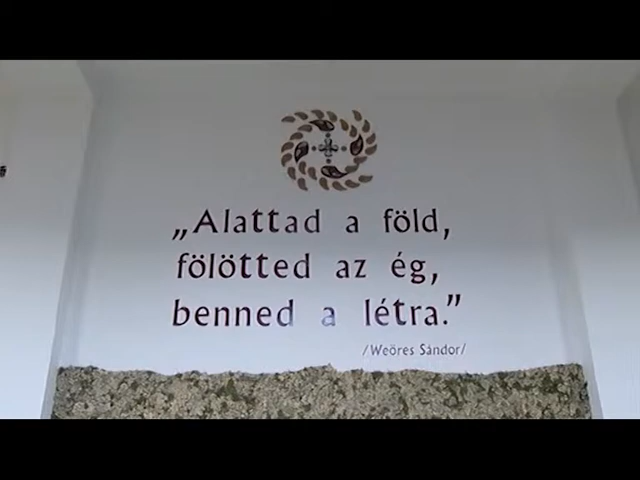 „Alattad a föld,
fölötted az ég,
benned a létra.”
/Weöres Sándor/